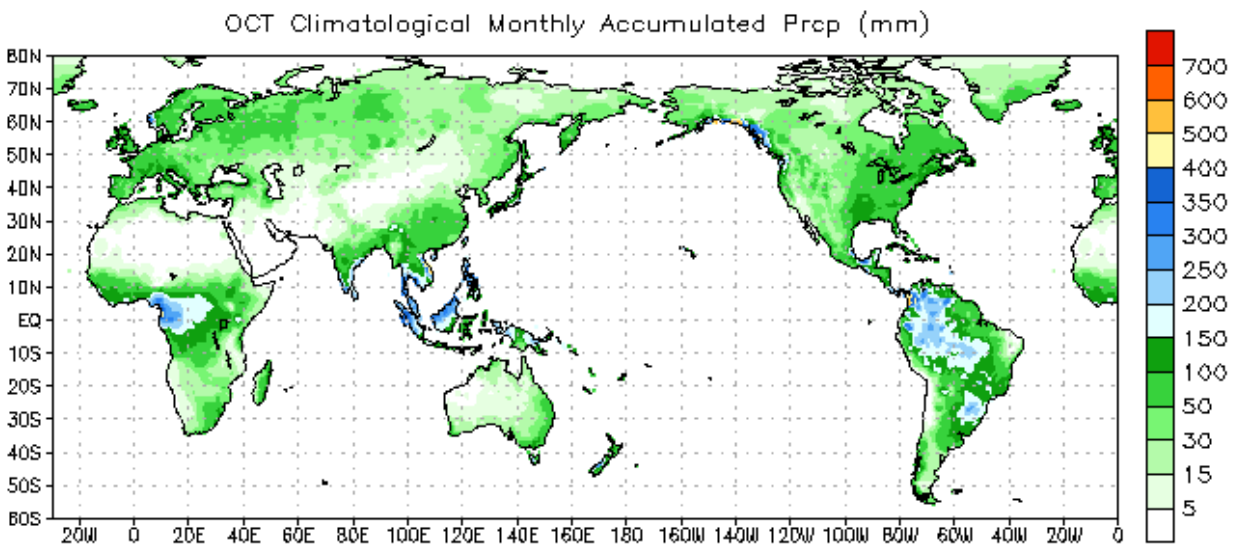 OCT Climatological Monthly Accumulated Prcp (mm)
80N
70N
60N
50N
40N
30N
20N
10N
EQ
10S
20S
30S
40S
50S
60S
20W 0 20E 40E 60E 80E 100E 120E 140E 160E 180 160W 140W 120W 100W 80W 60W 40W 20W 0
700
600
500
400
350
300
250
200
150
100
50
30
15
5